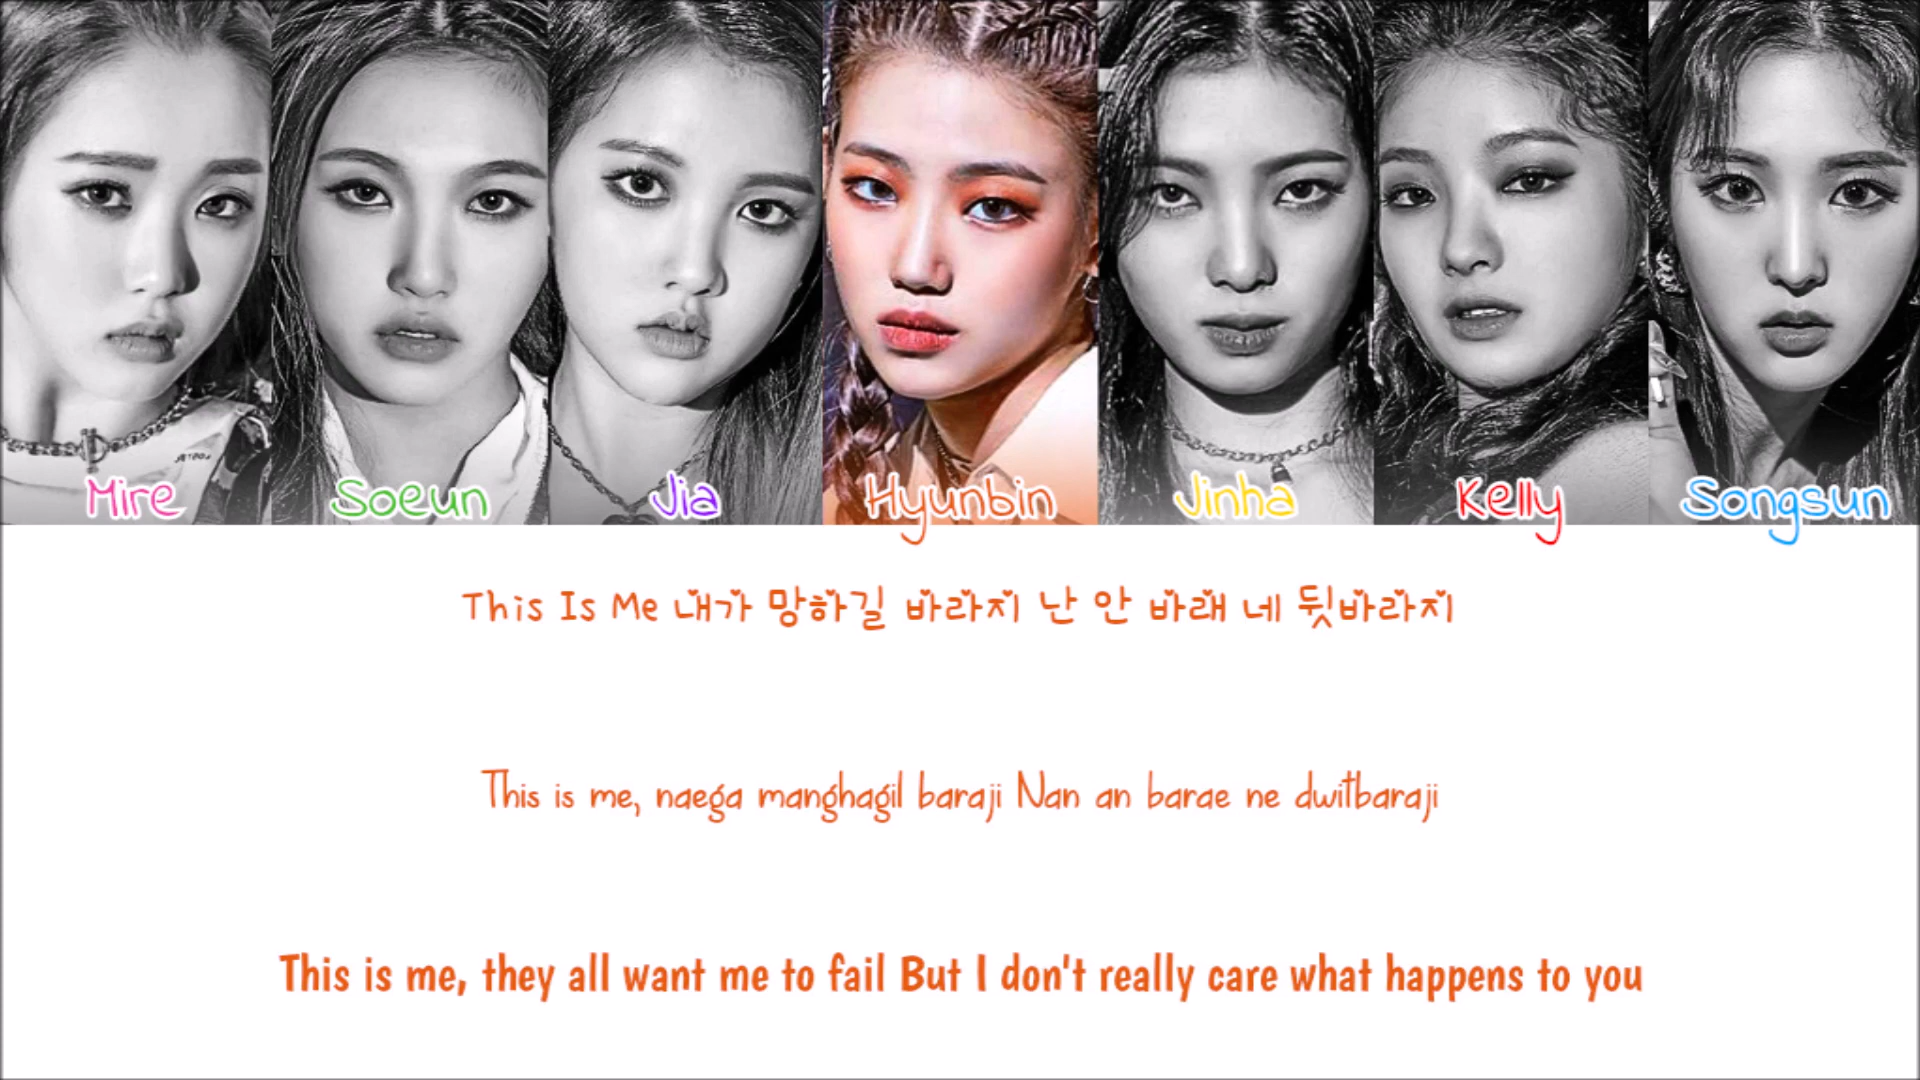 Mire Soeun Jia Hyunbin Jinha Kelly Songsun
This Is Me 내가 망하길 바라지 난 안 바래 네 뒷바라지
This is me, naega manghagil baraji Nan an barae ne dwitbaraji
This is me, they all want me to fail But I don't really care what happens to you